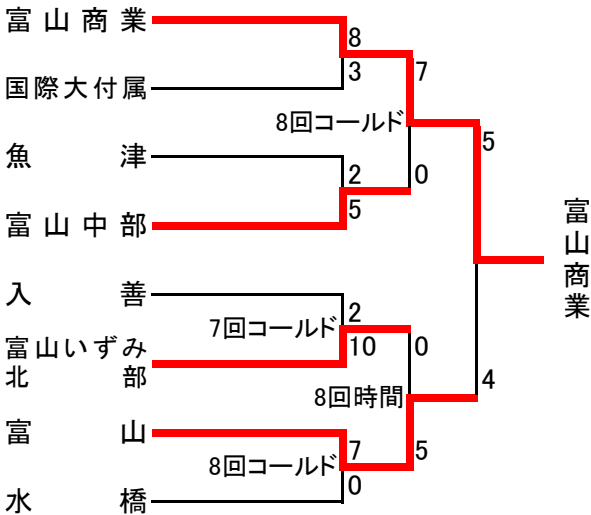 富山商業
8
3
国際大付属
7
8回コールド
5
0
魚津
2
5
富山中部
富山商業
入善
2
7回コールド
10
0
富山いずみ
北部
8回時間
4
富山
7
5
8回コールド
0
水橋